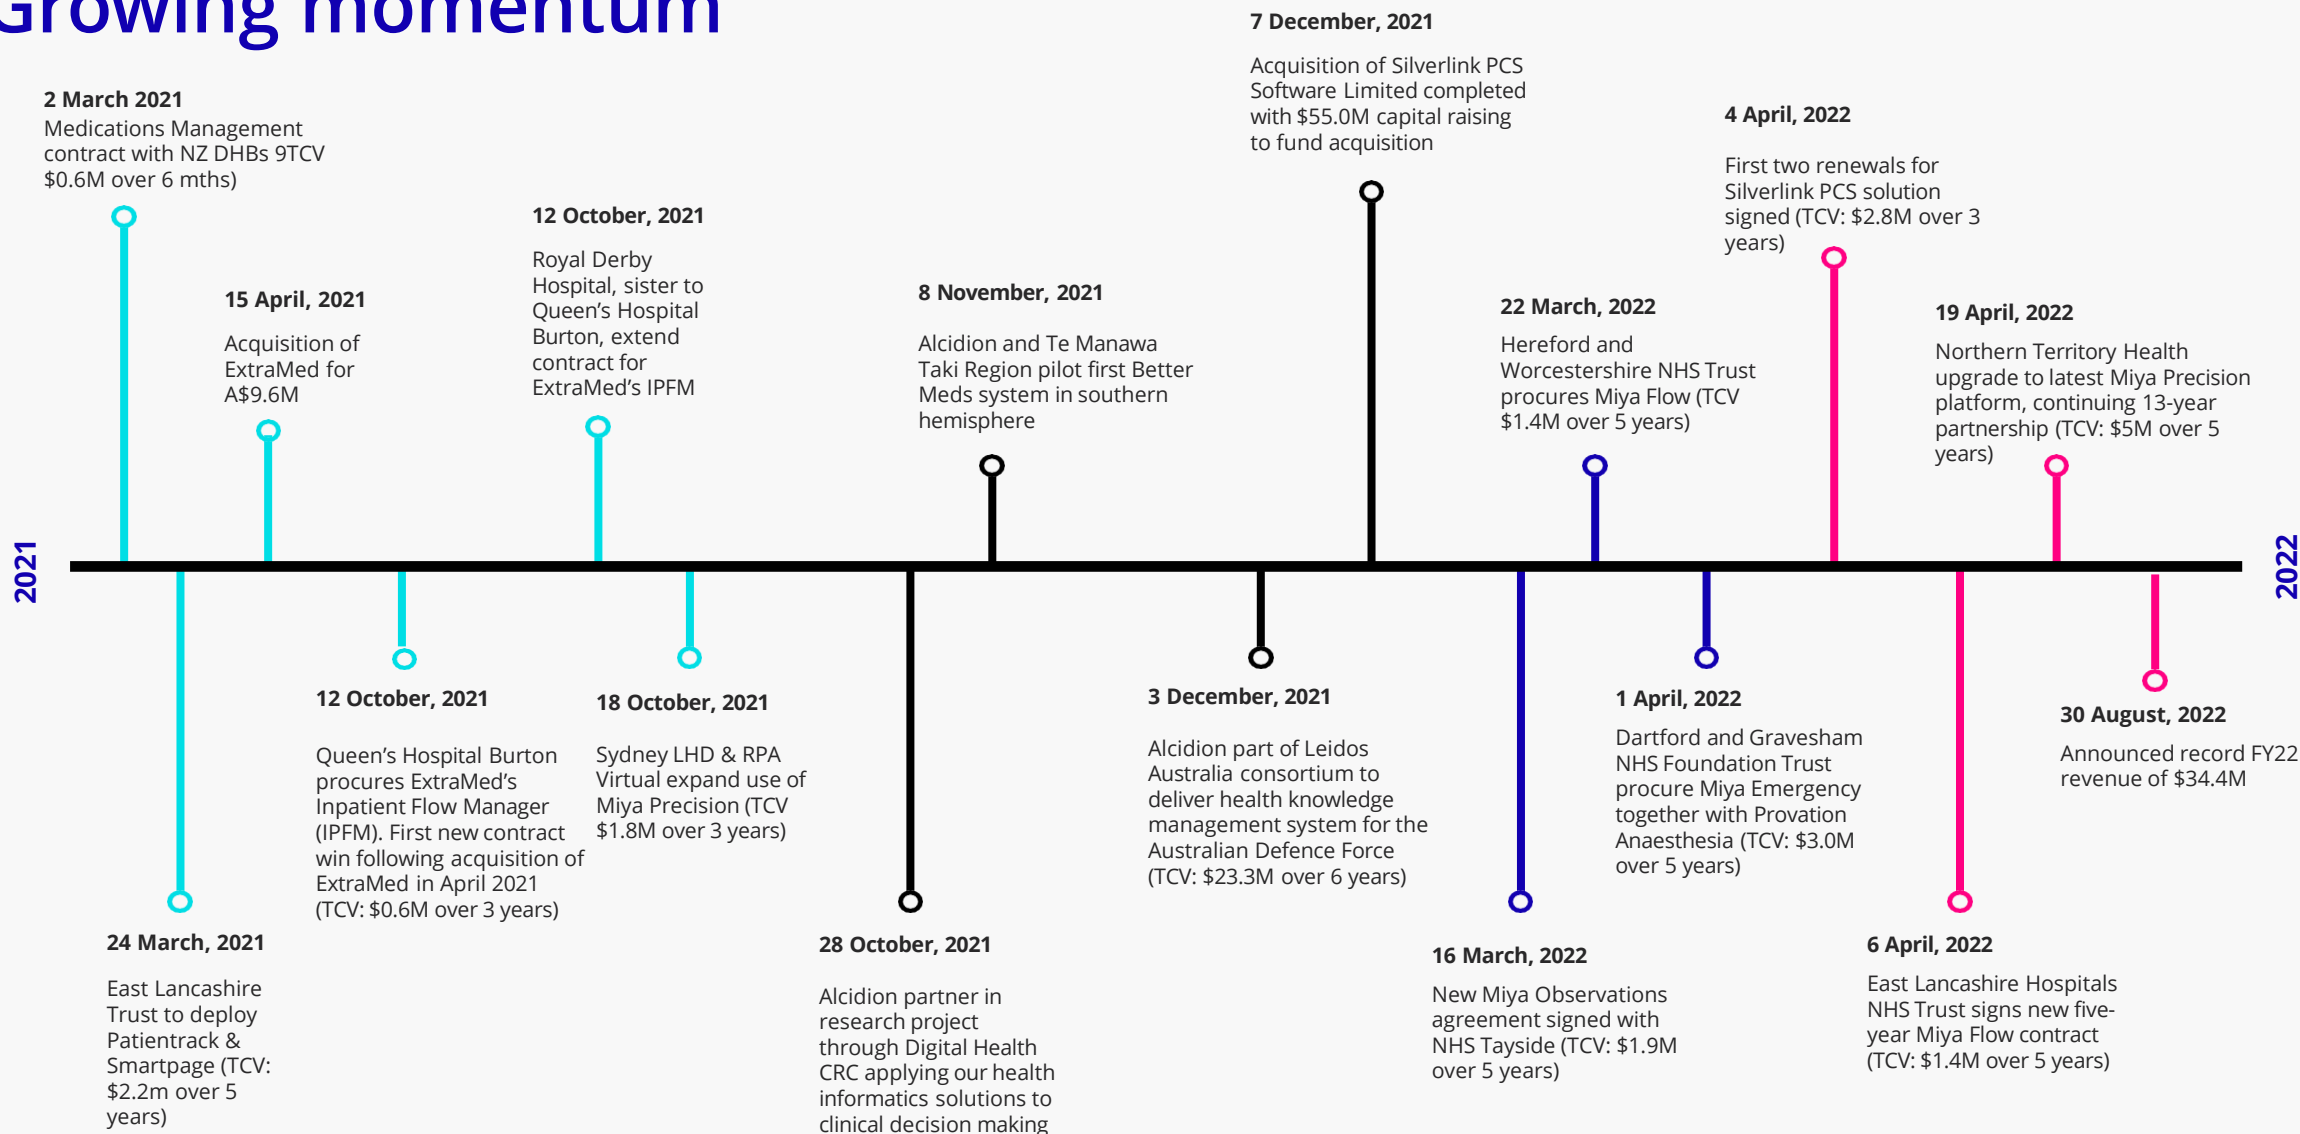 Growing momentum
2 March 2021
Medications Management
contract with NZ DHBs 9TCV
$0.6M over 6 mths)
15 April, 2021
Acquisition of
ExtraMed for
A$9.6M
12 October, 2021
Royal Derby
Hospital, sister to
Queen's Hospital
Burton, extend
contract for
ExtraMed's IPFM
8 November, 2021
Alcidion and Te Manawa
Taki Region pilot first Better
Meds system in southern
hemisphere
7 December, 2021
Acquisition of Silverlink PCS
Software Limited completed
with $55.0M capital raising
to fund acquisition
22 March, 2022
Hereford and
Worcestershire NHS Trust
procures Miya Flow (TCV
$1.4M over 5 years)
4 April, 2022
First two renewals for
Silverlink PCS solution
signed (TCV: $2.8M over 3
years)
19 April, 2022
Northern Territory Health
upgrade to latest Miya Precision
platform, continuing 13-year
partnership (TCV: $5M over 5
years)
2021
2022
24 March, 2021
East Lancashire
Trust to deploy
Patientrack &
Smartpage (TCV:
$2.2m over 5
years)
12 October, 2021
Queen's Hospital Burton
procures ExtraMed's
Inpatient Flow Manager
(IPFM). First new contract
win following acquisition of
ExtraMed in April 2021
(TCV: $0.6M over 3 years)
18 October, 2021
Sydney LHD & RPA
Virtual expand use of
Miya Precision (TCV
$1.8M over 3 years)
28 October, 2021
Alcidion partner in
research project
through Digital Health
CRC applying our health
informatics solutions to
clinical decision making
3 December, 2021
Alcidion part of Leidos
Australia consortium to
deliver health knowledge
management system for the
Australian Defence Force
(TCV: $23.3M over 6 years)
16 March, 2022
New Miya Observations
agreement signed with
NHS Tayside (TCV: $1.9M
over 5 years)
1 April, 2022
Dartford and Gravesham
NHS Foundation Trust
procure Miya Emergency
together with Provation
Anaesthesia (TCV: $3.0M
over 5 years)
6 April, 2022
East Lancashire Hospitals
NHS Trust signs new five-
year Miya Flow contract
(TCV: $1.4M over 5 years)
30 August, 2022
Announced record FY22
revenue of $34.4M